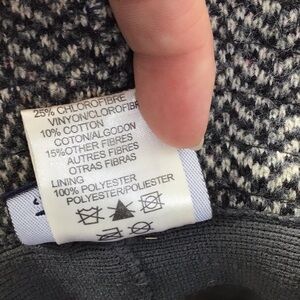 25% CHLOROFIBRE
VINYON/CLOROFIBR
10% COTTON
COTON/ALGODON
15%OTHER FIBRES
AUTRES FIBRES
OTRAS FIBRAS
LINING
100% POLYESTER
POLYESTER/POLIESTER